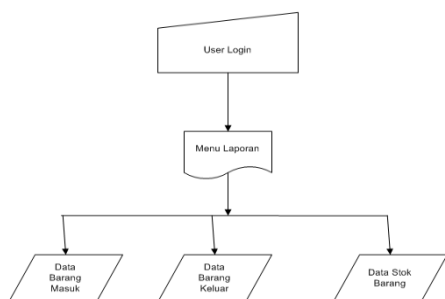 User Login
Menu Laporan
Data
Barang
Masuk
Data
Barang
Keluar
Data Stok
Barang